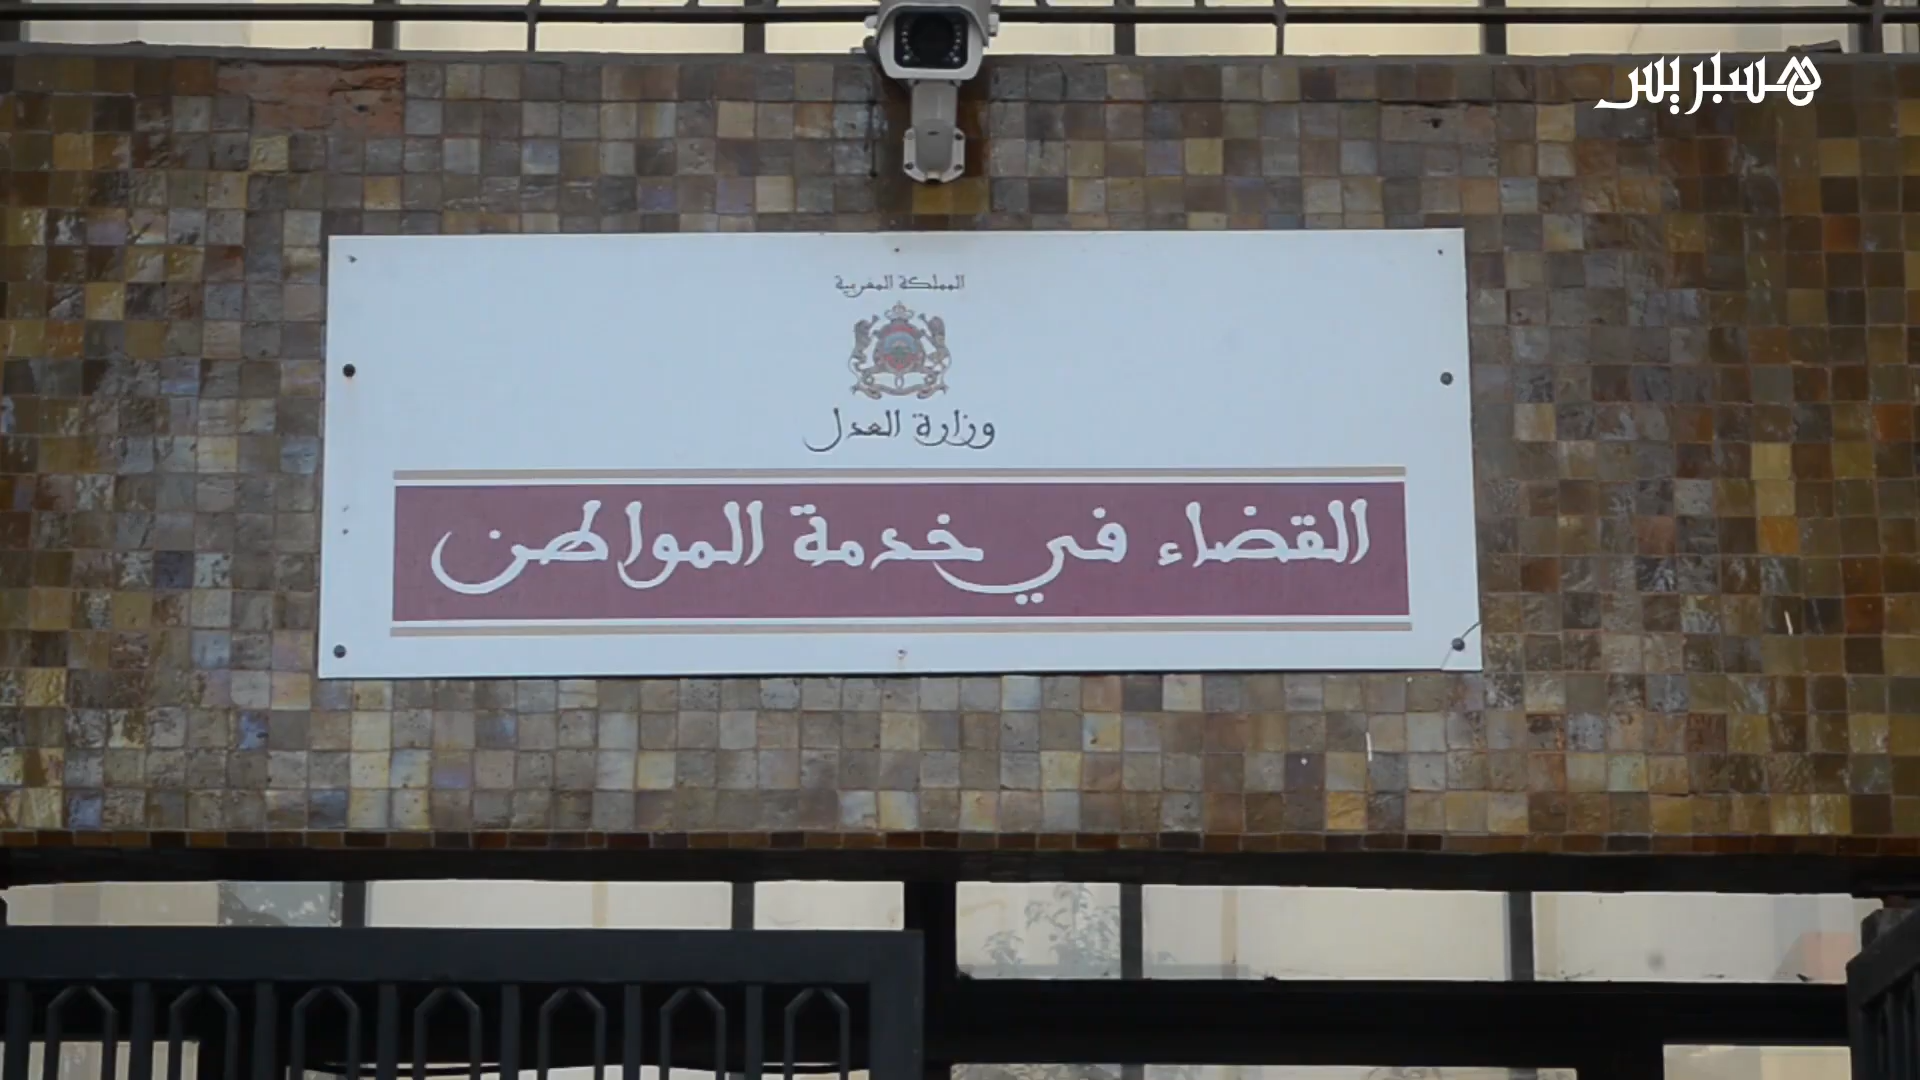 هسبريس
المملكة المغربية
وزارة العدل
القضاء في خدمة المواطن